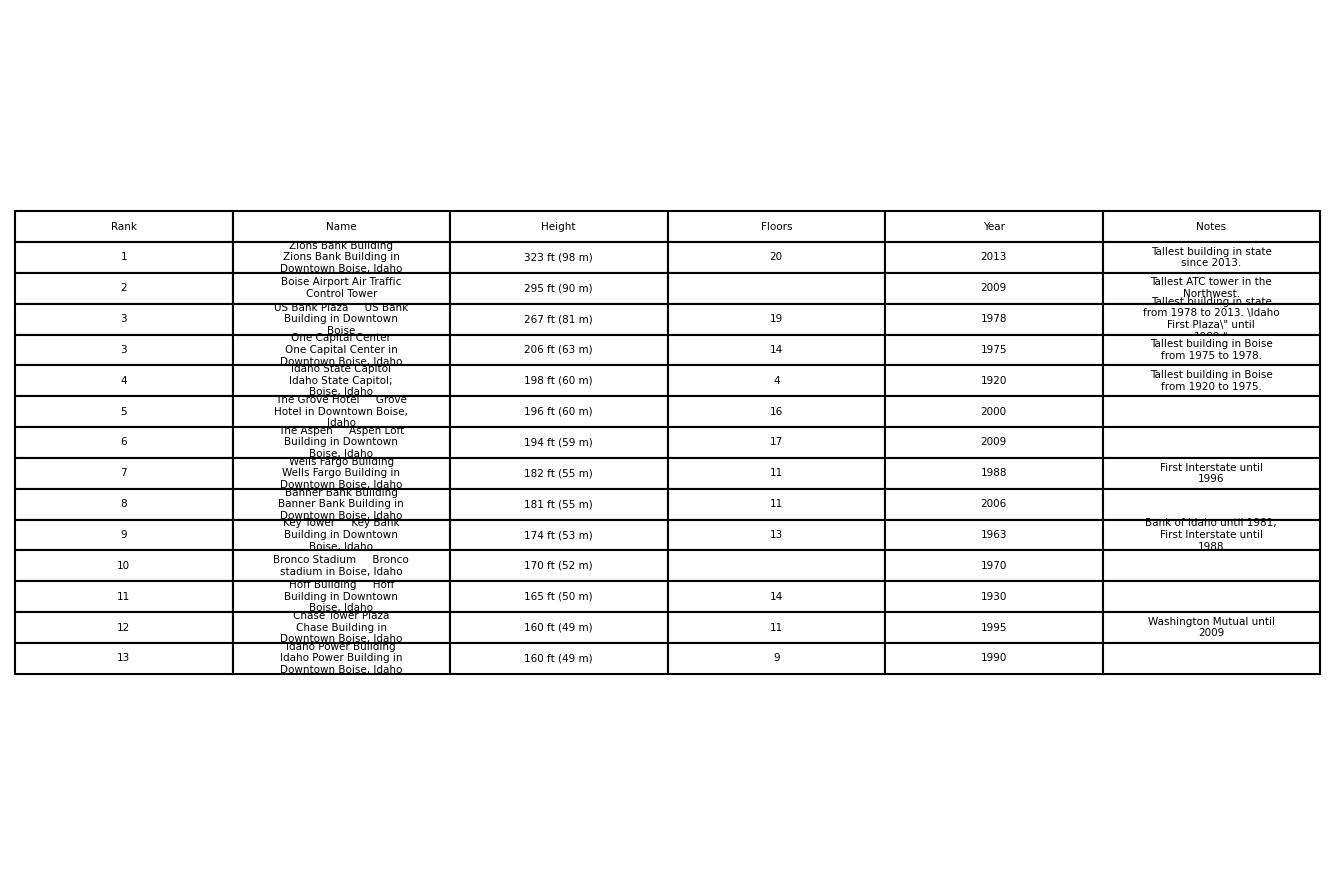 Rank Name Height Floors Year Notes
Zions Bank Building
1 Zions Bank Building in 323 ft (98 m) 20 2013 Tallest building in state
Downtown Boise, Idaho since 2013.
2 Boise Airport Air Traffic 295 ft (90 m) 2009 Tallest ATC tower in the
Control Tower Northwest.
US Bank Plaza US Bank Tallest building in state
3 Building in Downtown 267 ft (81 m) 19 1978 from 1978 to 2013. \Idaho
Boise First Plaza\" until
One Capital Center
3 One Capital Center in 206 ft (63 m) 14 1975 Tallest building in Boise
Downtown Boise, Idaho from 1975 to 1978.
Idaho State Capitol
4 Idaho State Capitol; 198 ft (60 m) 4 1920 Tallest building in Boise
Boise, Idaho from 1920 to 1975.
The Grove Hotel Grove
5 Hotel in Downtown Boise, 196 ft (60 m) 16 2000
Idaho
The Aspen Aspen Loft
6 Building in Downtown 194 ft (59 m) 17 2009
Boise, Idaho
Wells Fargo Building
7 Wells Fargo Building in 182 ft (55 m) 11 1988 First Interstate until
Downtown Boise, Idaho 1996
Banner Bank Building
8 Banner Bank Building in 181 ft (55 m) 11 2006
Downtown Boise, Idaho
Key Tower Key Bank Bank of Idaho until 1981,
9 Building in Downtown 174 ft (53 m) 13 1963 First Interstate until
Boise, Idaho 1988
10 Bronco Stadium Bronco 170 ft (52 m) 1970
stadium in Boise, Idaho
Hoff Building Hoff
11 Building in Downtown 165 ft (50 m) 14 1930
Boise, Idaho
Chase Tower Plaza
12 Chase Building in 160 ft (49 m) 11 1995 Washington Mutual until
Downtown Boise, Idaho 2009
Idaho Power Building
13 Idaho Power Building in 160 ft (49 m) 9 1990
Downtown Boise, Idaho